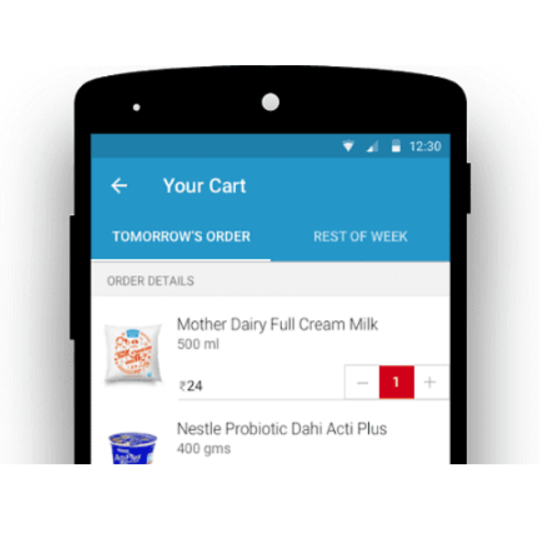 12:30
Your Cart
TOMORROW'S ORDER REST OF WEEK
ORDER DETAILS
Mother Dairy Full Cream Milk
500 ml
₹24 − 1 +
Nestle Probiotic Dahi Acti Plus
400 gms